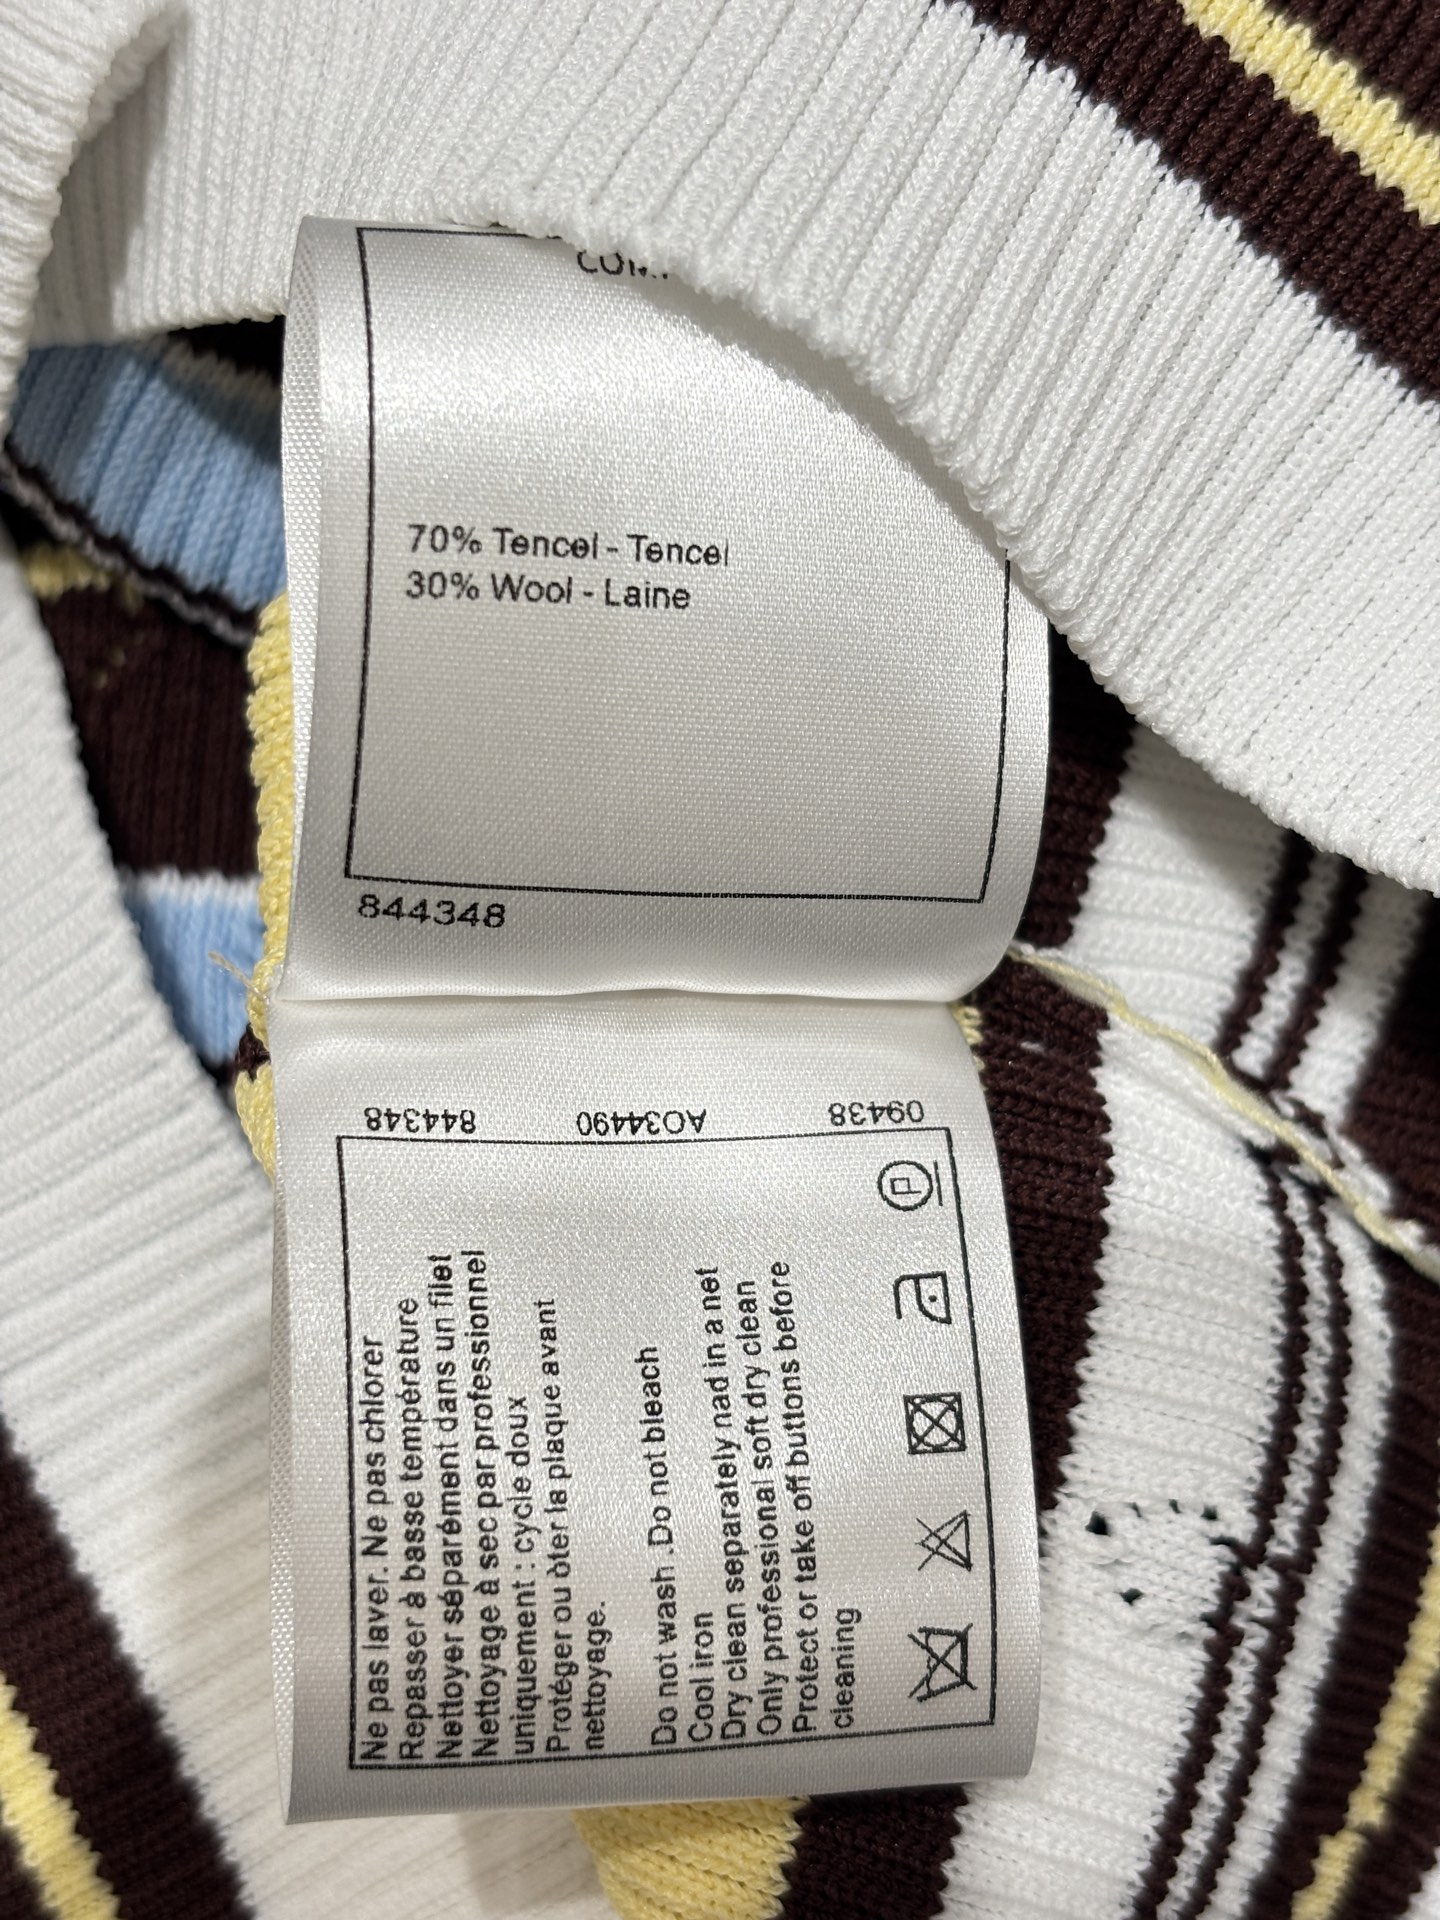 70% Tencel - Tencel
30% Wool - Laine
844348
844348 AO34490 09438
Ne pas laver. Ne pas chlorer
Repasser à basse température
Nettoyer séparément dans un filet
Nettoyage à sec par professionnel
uniquement : cycle doux
Protéger ou òter la plaque avant
nettoyage.
Do not wash .Do not bleach
Cool iron
Dry clean separately nad in a net
Only professional soft dry clean
Protect or take off buttons before
cleaning
P